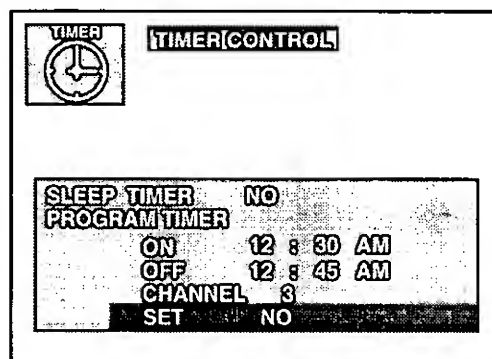 TIMER
TIMER CONTROL
SLEEP TIMER NO
PROGRAM TIMER
ON 12 : 30 AM
OFF 12 : 45 AM
CHANNEL 3
SET NO